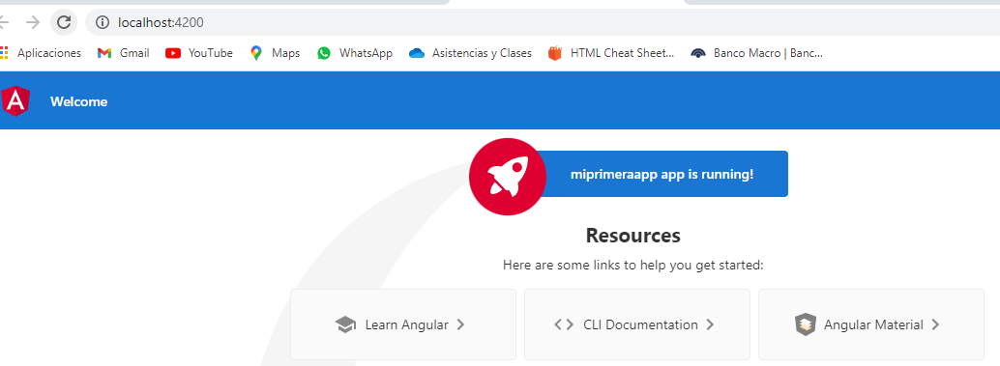 localhost:4200
Aplicaciones Gmail YouTube Maps WhatsApp Asistencias y Clases HTML Cheat Sheet... Banco Macro | Banc...
A Welcome
miprimeraapp app is running!
Resources
Here are some links to help you get started:
Learn Angular CLI Documentation Angular Material